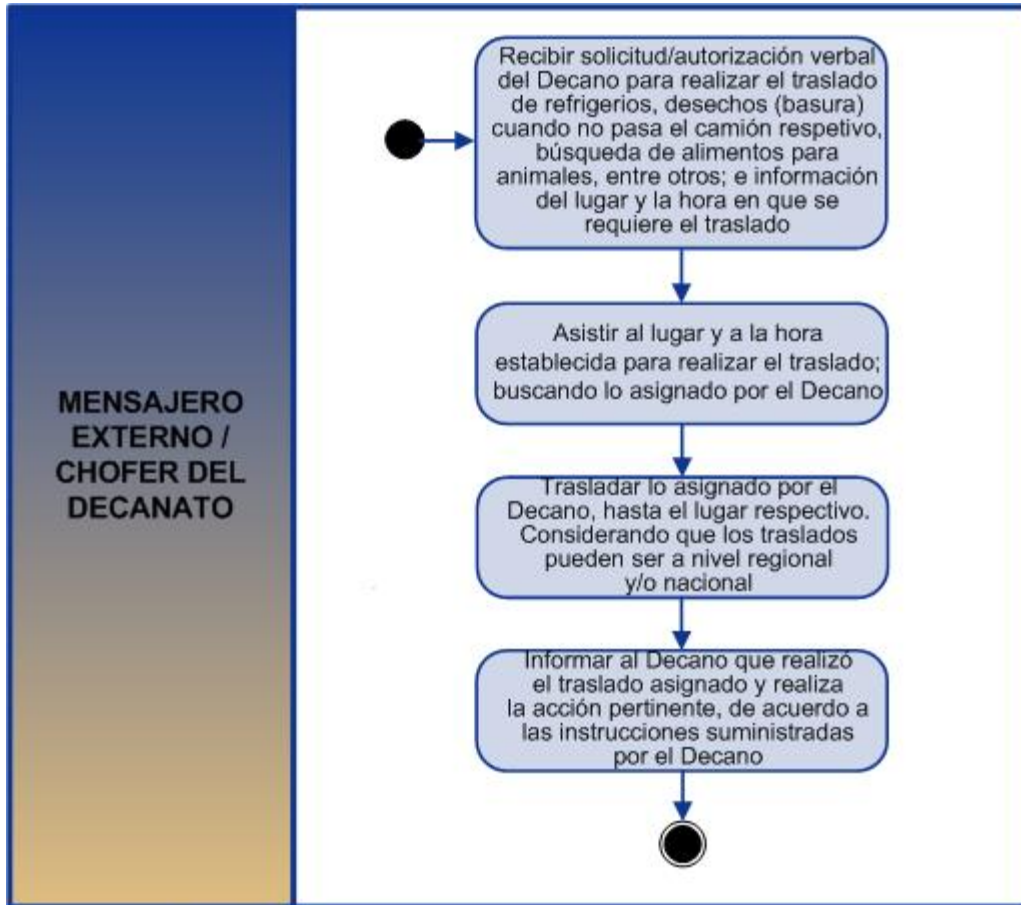 MENSAJERO
EXTERNO /
CHOFER DEL
DECANATO
Recibir solicitud/autorización verbal
del Decano para realizar el traslado
de refrigerios, desechos (basura)
cuando no pasa el camión respetivo,
búsqueda de alimentos para
animales, entre otros; e información
del lugar y la hora en que se
requiere el traslado
Asistir al lugar y a la hora
establecida para realizar el traslado;
buscando lo asignado por el Decano
Trasladar lo asignado por el
Decano, hasta el lugar respectivo.
Considerando que los traslados
pueden ser a nivel regional
y/o nacional
Informar al Decano que realizó
el traslado asignado y realiza
la acción pertinente, de acuerdo a
las instrucciones suministradas
por el Decano